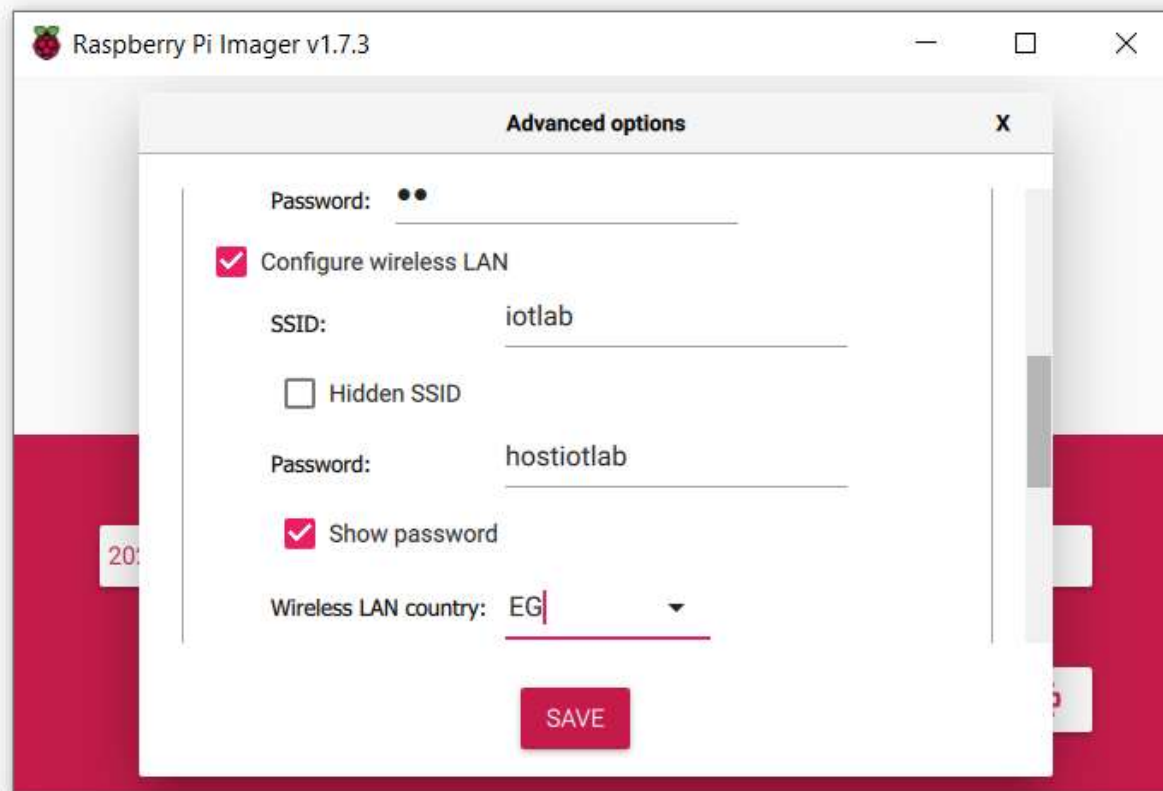 Raspberry Pi Imager v1.7.3
Advanced options X
Password: ••
Configure wireless LAN
SSID: iotlab
Hidden SSID
Password: hostiotlab
Show password
202
Wireless LAN country: EG
SAVE